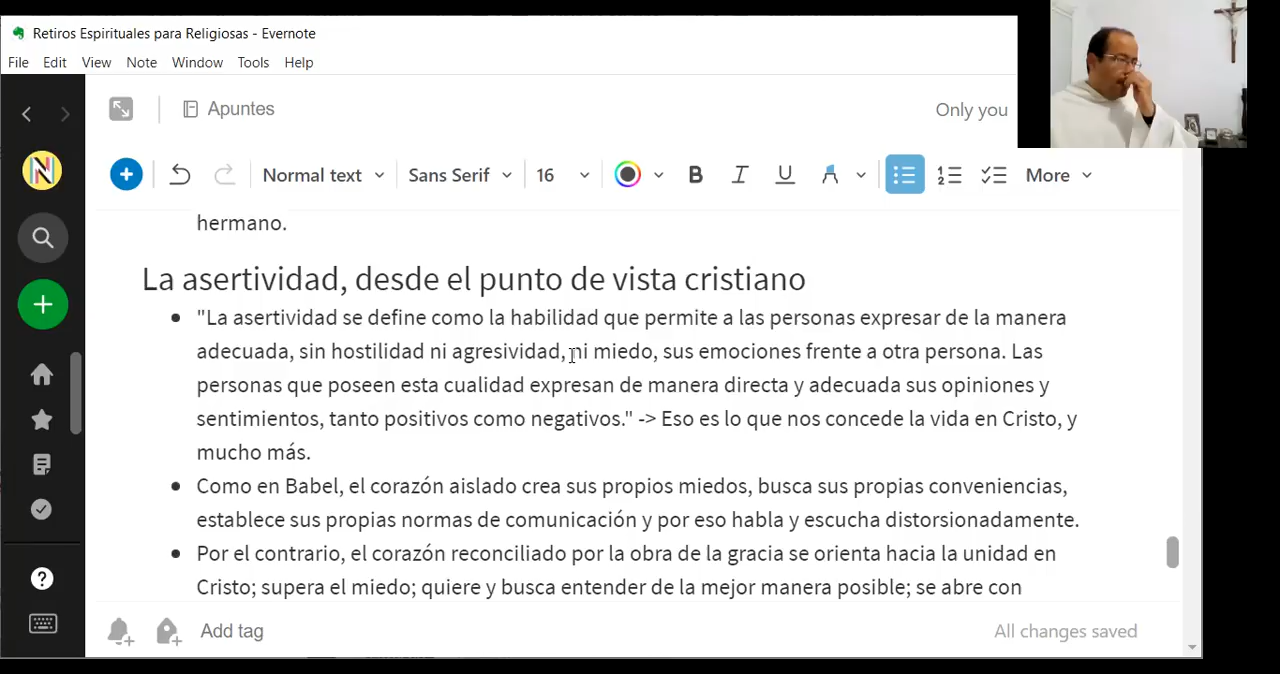 Retiros Espirituales para Religiosas - Evernote
File Edit View Note Window Tools Help
Apuntes
Only you
N
Normal text
Sans Serif
16
B I U
More
hermano.
La asertividad, desde el punto de vista cristiano
• "La asertividad se define como la habilidad que permite a las personas expresar de la manera
adecuada, sin hostilidad ni agresividad, ni miedo, sus emociones frente a otra persona. Las
personas que poseen esta cualidad expresan de manera directa y adecuada sus opiniones y
sentimientos, tanto positivos como negativos." -> Eso es lo que nos concede la vida en Cristo, y
mucho más.
• Como en Babel, el corazón aislado crea sus propios miedos, busca sus propias conveniencias,
establece sus propias normas de comunicación y por eso habla y escucha distorsionadamente.
• Por el contrario, el corazón reconciliado por la obra de la gracia se orienta hacia la unidad en
Cristo; supera el miedo; quiere y busca entender de la mejor manera posible; se abre con
Add tag
All changes saved